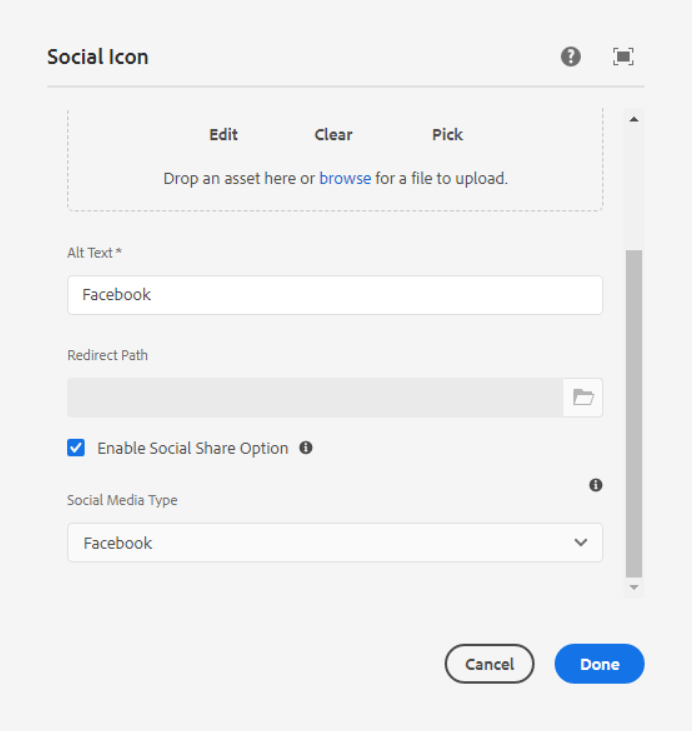 Social Icon
Edit Clear Pick
Drop an asset here or browse for a file to upload.
Alt Text *
Facebook
Redirect Path
Enable Social Share Option
Social Media Type
Facebook
Cancel Done